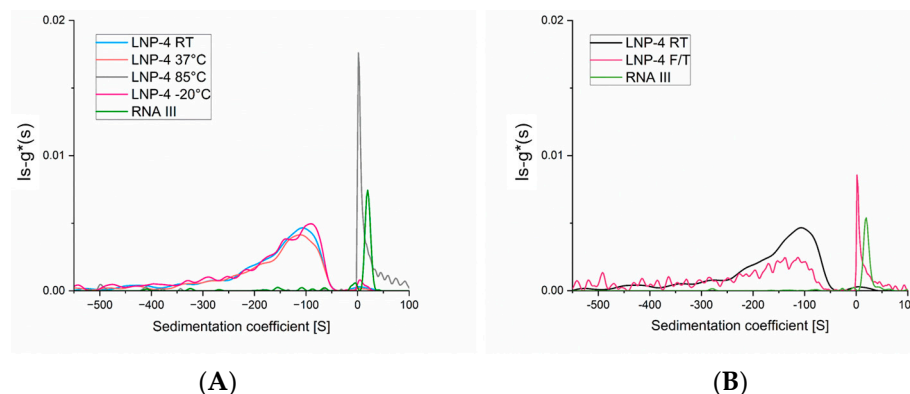 0.02
0.01
0.00
ls-g*(s)
LNP-4 RT
LNP-4 37°C
LNP-4 85°C
LNP-4 -20°C
RNA III
−500 −400 −300 −200 −100 0 100
Sedimentation coefficient [S]
(A)
0.02
0.01
0.00
ls-g*(s)
LNP-4 RT
LNP-4 F/T
RNA III
-500 -400 -300 -200 -100 0 100
Sedimentation coefficient [S]
(B)